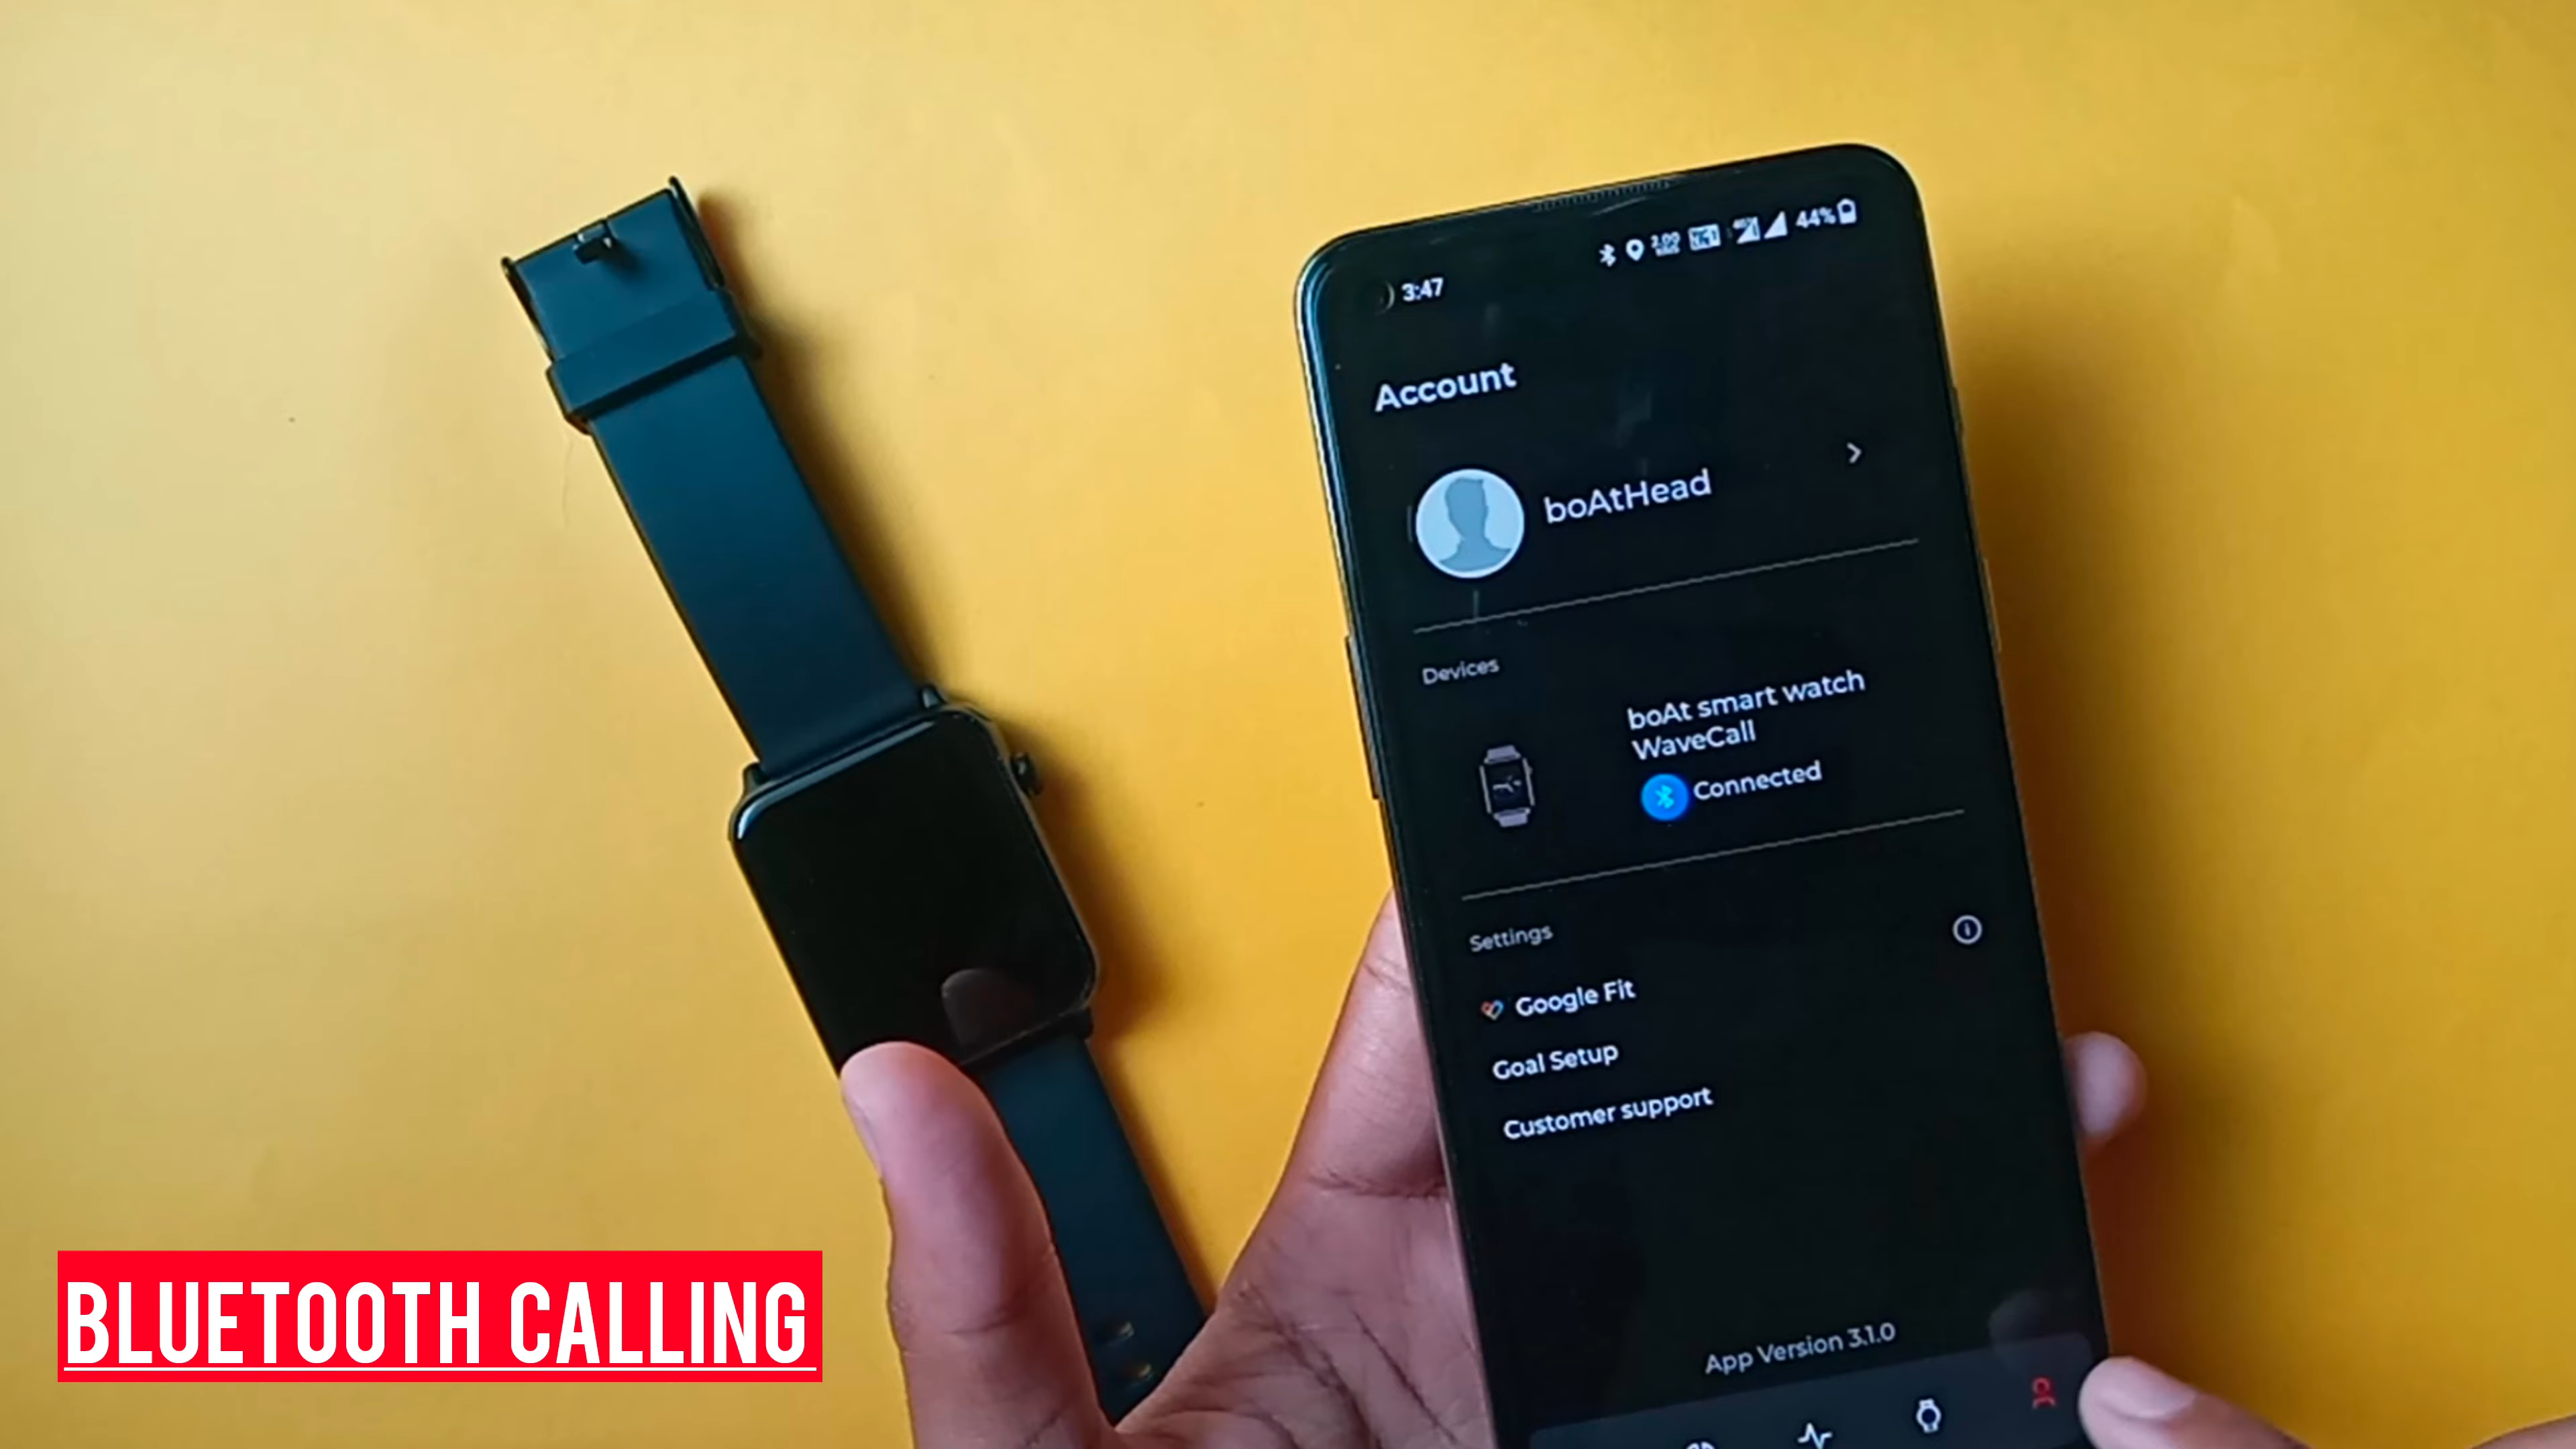 3:47
44%
Account
boAtHead
Devices
boAt smart watch
WaveCall
Connected
Settings
Google Fit
Goal Setup
Customer support
App Version 3.1.0
BLUETOOTH CALLING